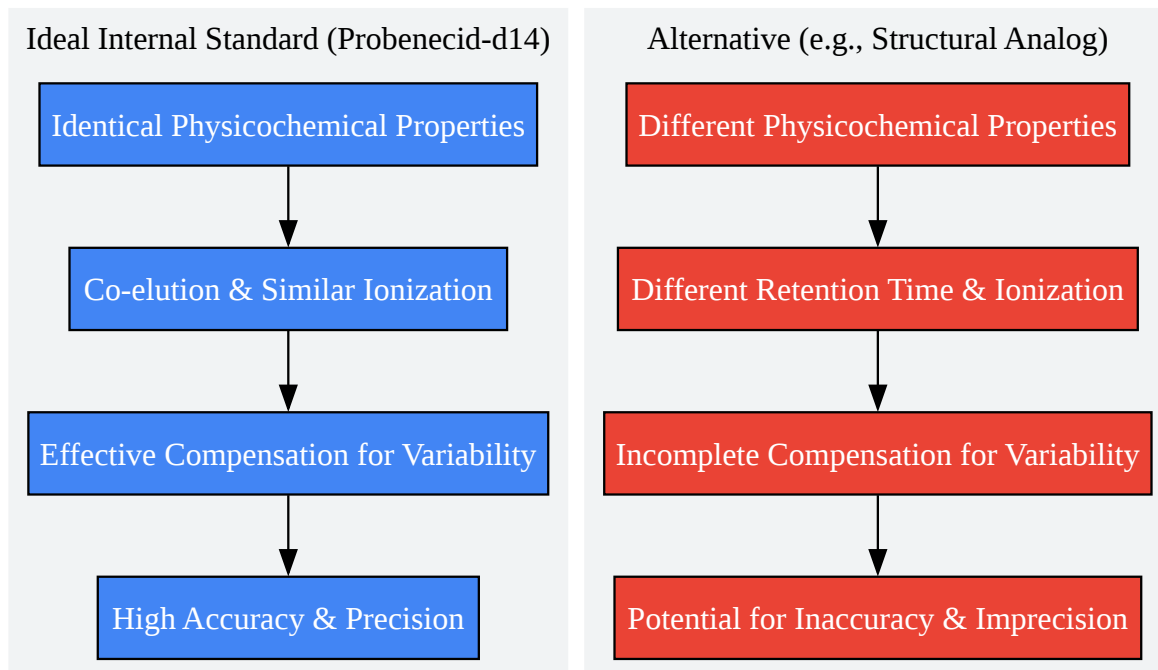 Ideal Internal Standard (Probenecid-d14)
Identical Physicochemical Properties
Co-elution & Similar Ionization
Effective Compensation for Variability
High Accuracy & Precision
Alternative (e.g., Structural Analog)
Different Physicochemical Properties
Different Retention Time & Ionization
Incomplete Compensation for Variability
Potential for Inaccuracy & Imprecision